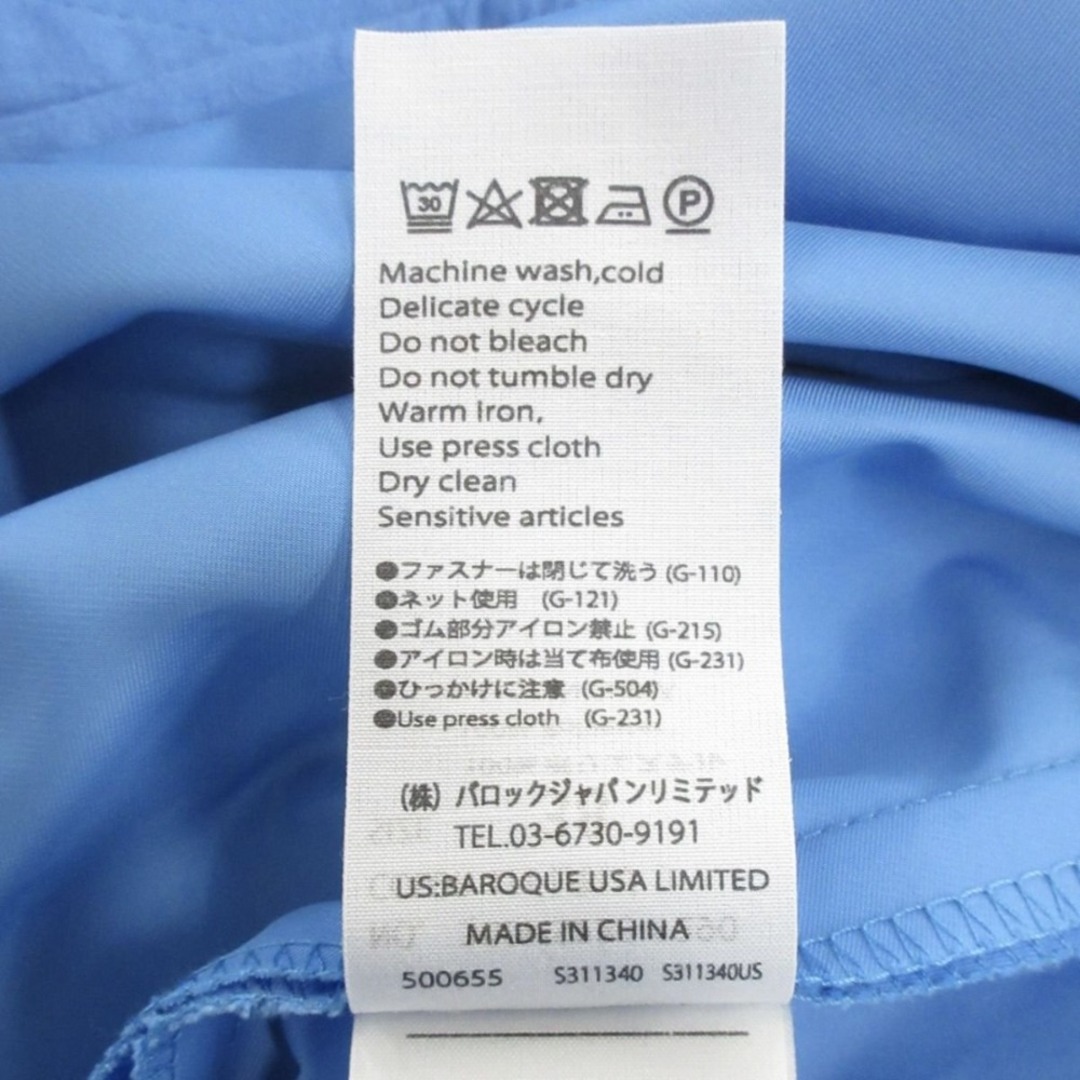 30 P
Machine wash,cold
Delicate cycle
Do not bleach
Do not tumble dry
Warm Iron,
Use press cloth
Dry clean
Sensitive articles
●ファスナーは閉じて洗う (G-110)
●ネット使用 (G-121)
●ゴム部分アイロン禁止 (G-215)
●アイロン時は当て布使用 (G-231)
●ひっかけに注意 (G-504)
●Use press cloth (G-231)
(株) バロックジャパンリミテッド
TEL.03-6730-9191
US:BAROQUE USA LIMITED
MADE IN CHINA
500655 S311340 S311340US